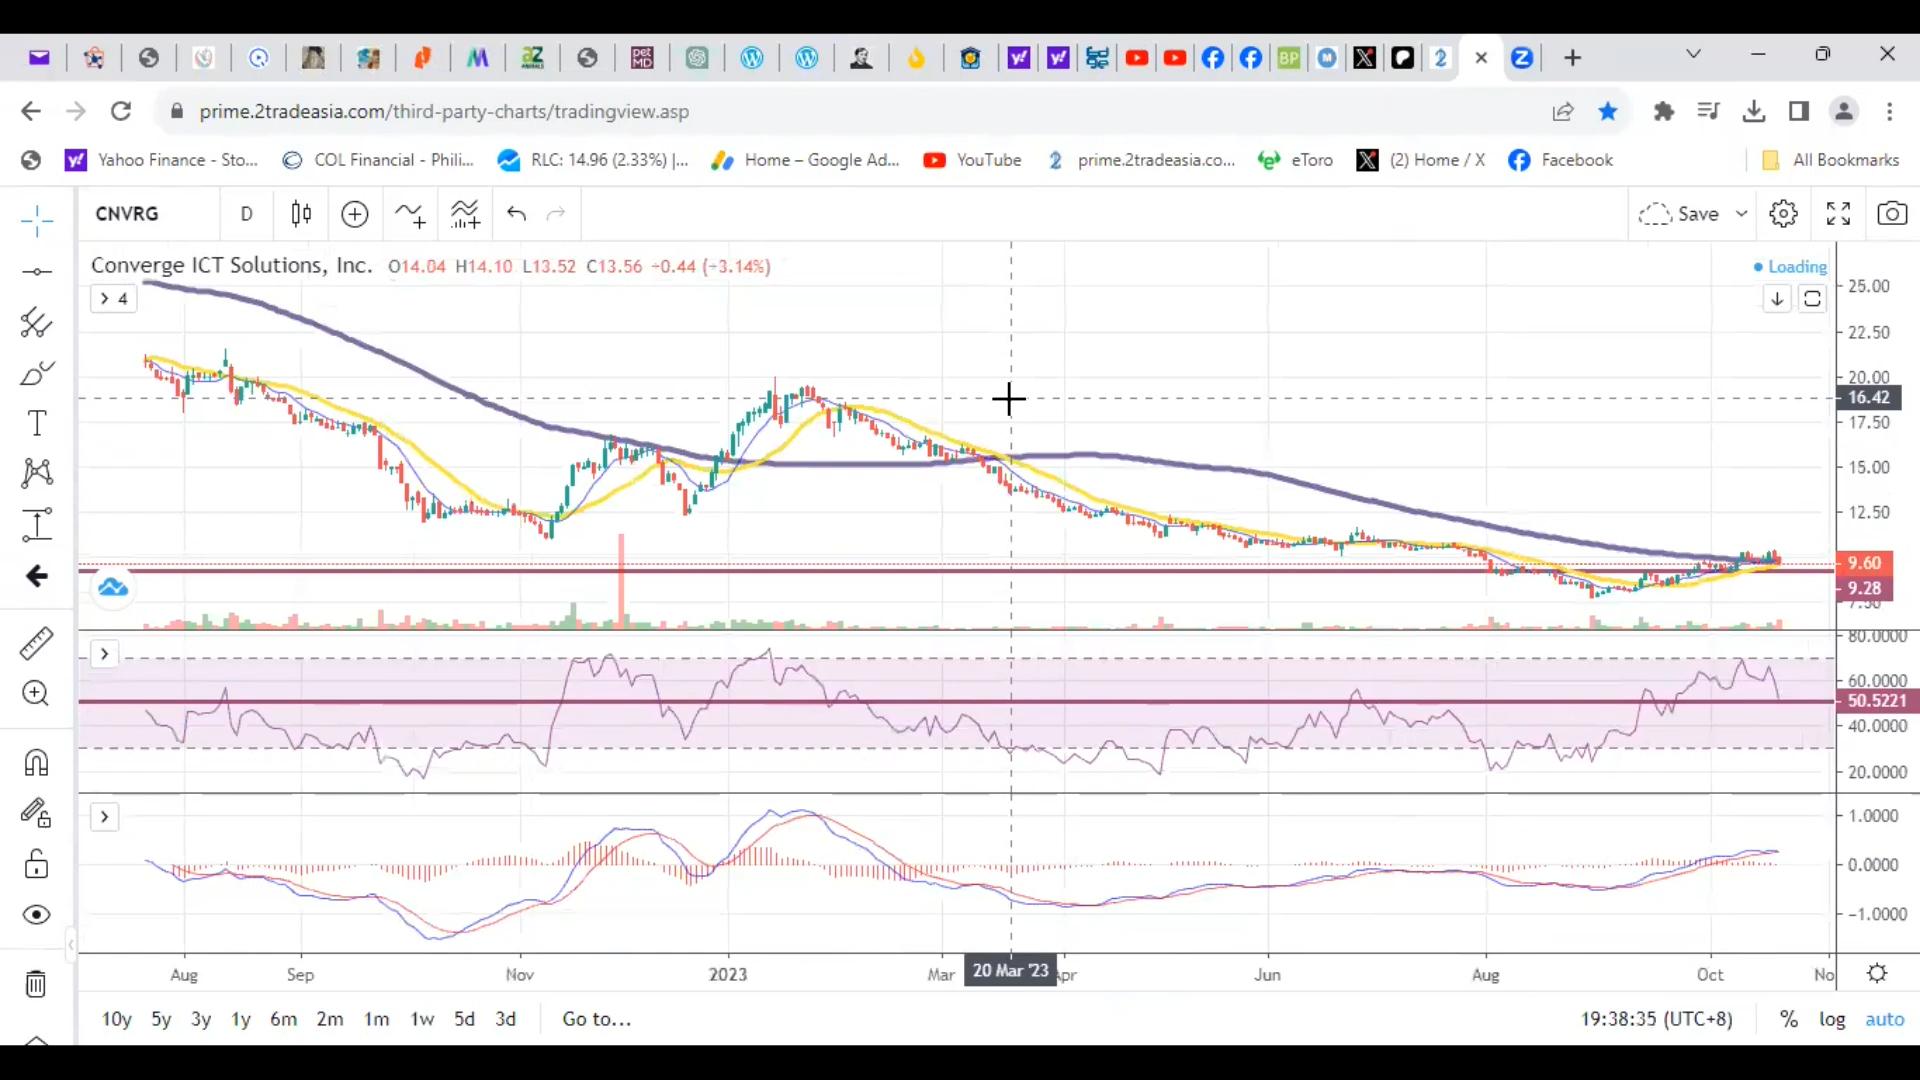 prime.2tradeasia.com/third-party-charts/tradingview.asp
Yahoo Finance - Sto... COL Financial - Phili... RLC: 14.96 (2.33%) |... Home – Google Ad... YouTube 2 prime.2tradeasia.co... eToro (2) Home / X Facebook All Bookmarks
CNVRG D Save
Converge ICT Solutions, Inc. O14.04 H14.10 L13.52 C13.56 −0.44 (−3.14%)
Loading
4
25.00
22.50
20.00
16.42
17.50
15.00
12.50
9.60
9.28
7.50
80.0000
60.0000
50.5221
40.0000
20.0000
1.0000
0.0000
−1.0000
Aug Sep Nov 2023 Mar 20 Mar '23 Apr Jun Aug Oct No
10y 5y 3y 1y 6m 2m 1m 1w 5d 3d Go to... 19:38:35 (UTC+8) % log auto